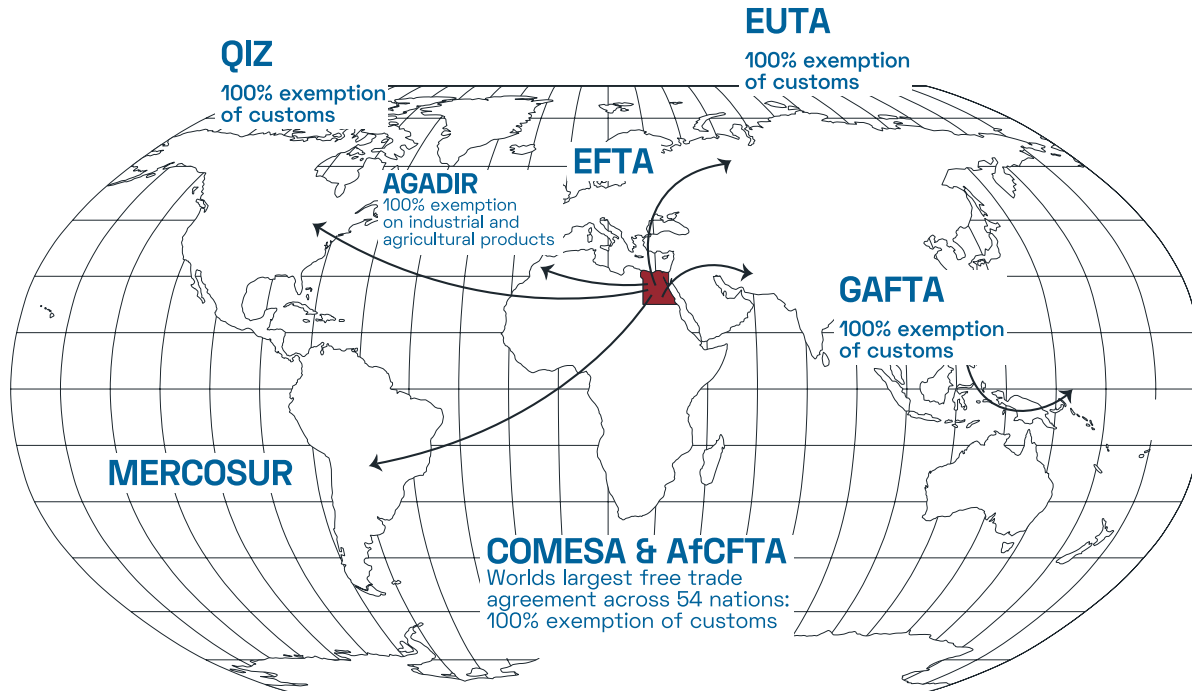 QIZ
100% exemption
of customs
EUTA
100% exemption
of customs
EFTA
AGADIR
100% exemption
on industrial and
agricultural products
GAFTA
100% exemption
of customs
MERCOSUR
COMESA & AfCFTA
Worlds largest free trade
agreement across 54 nations:
100% exemption of customs